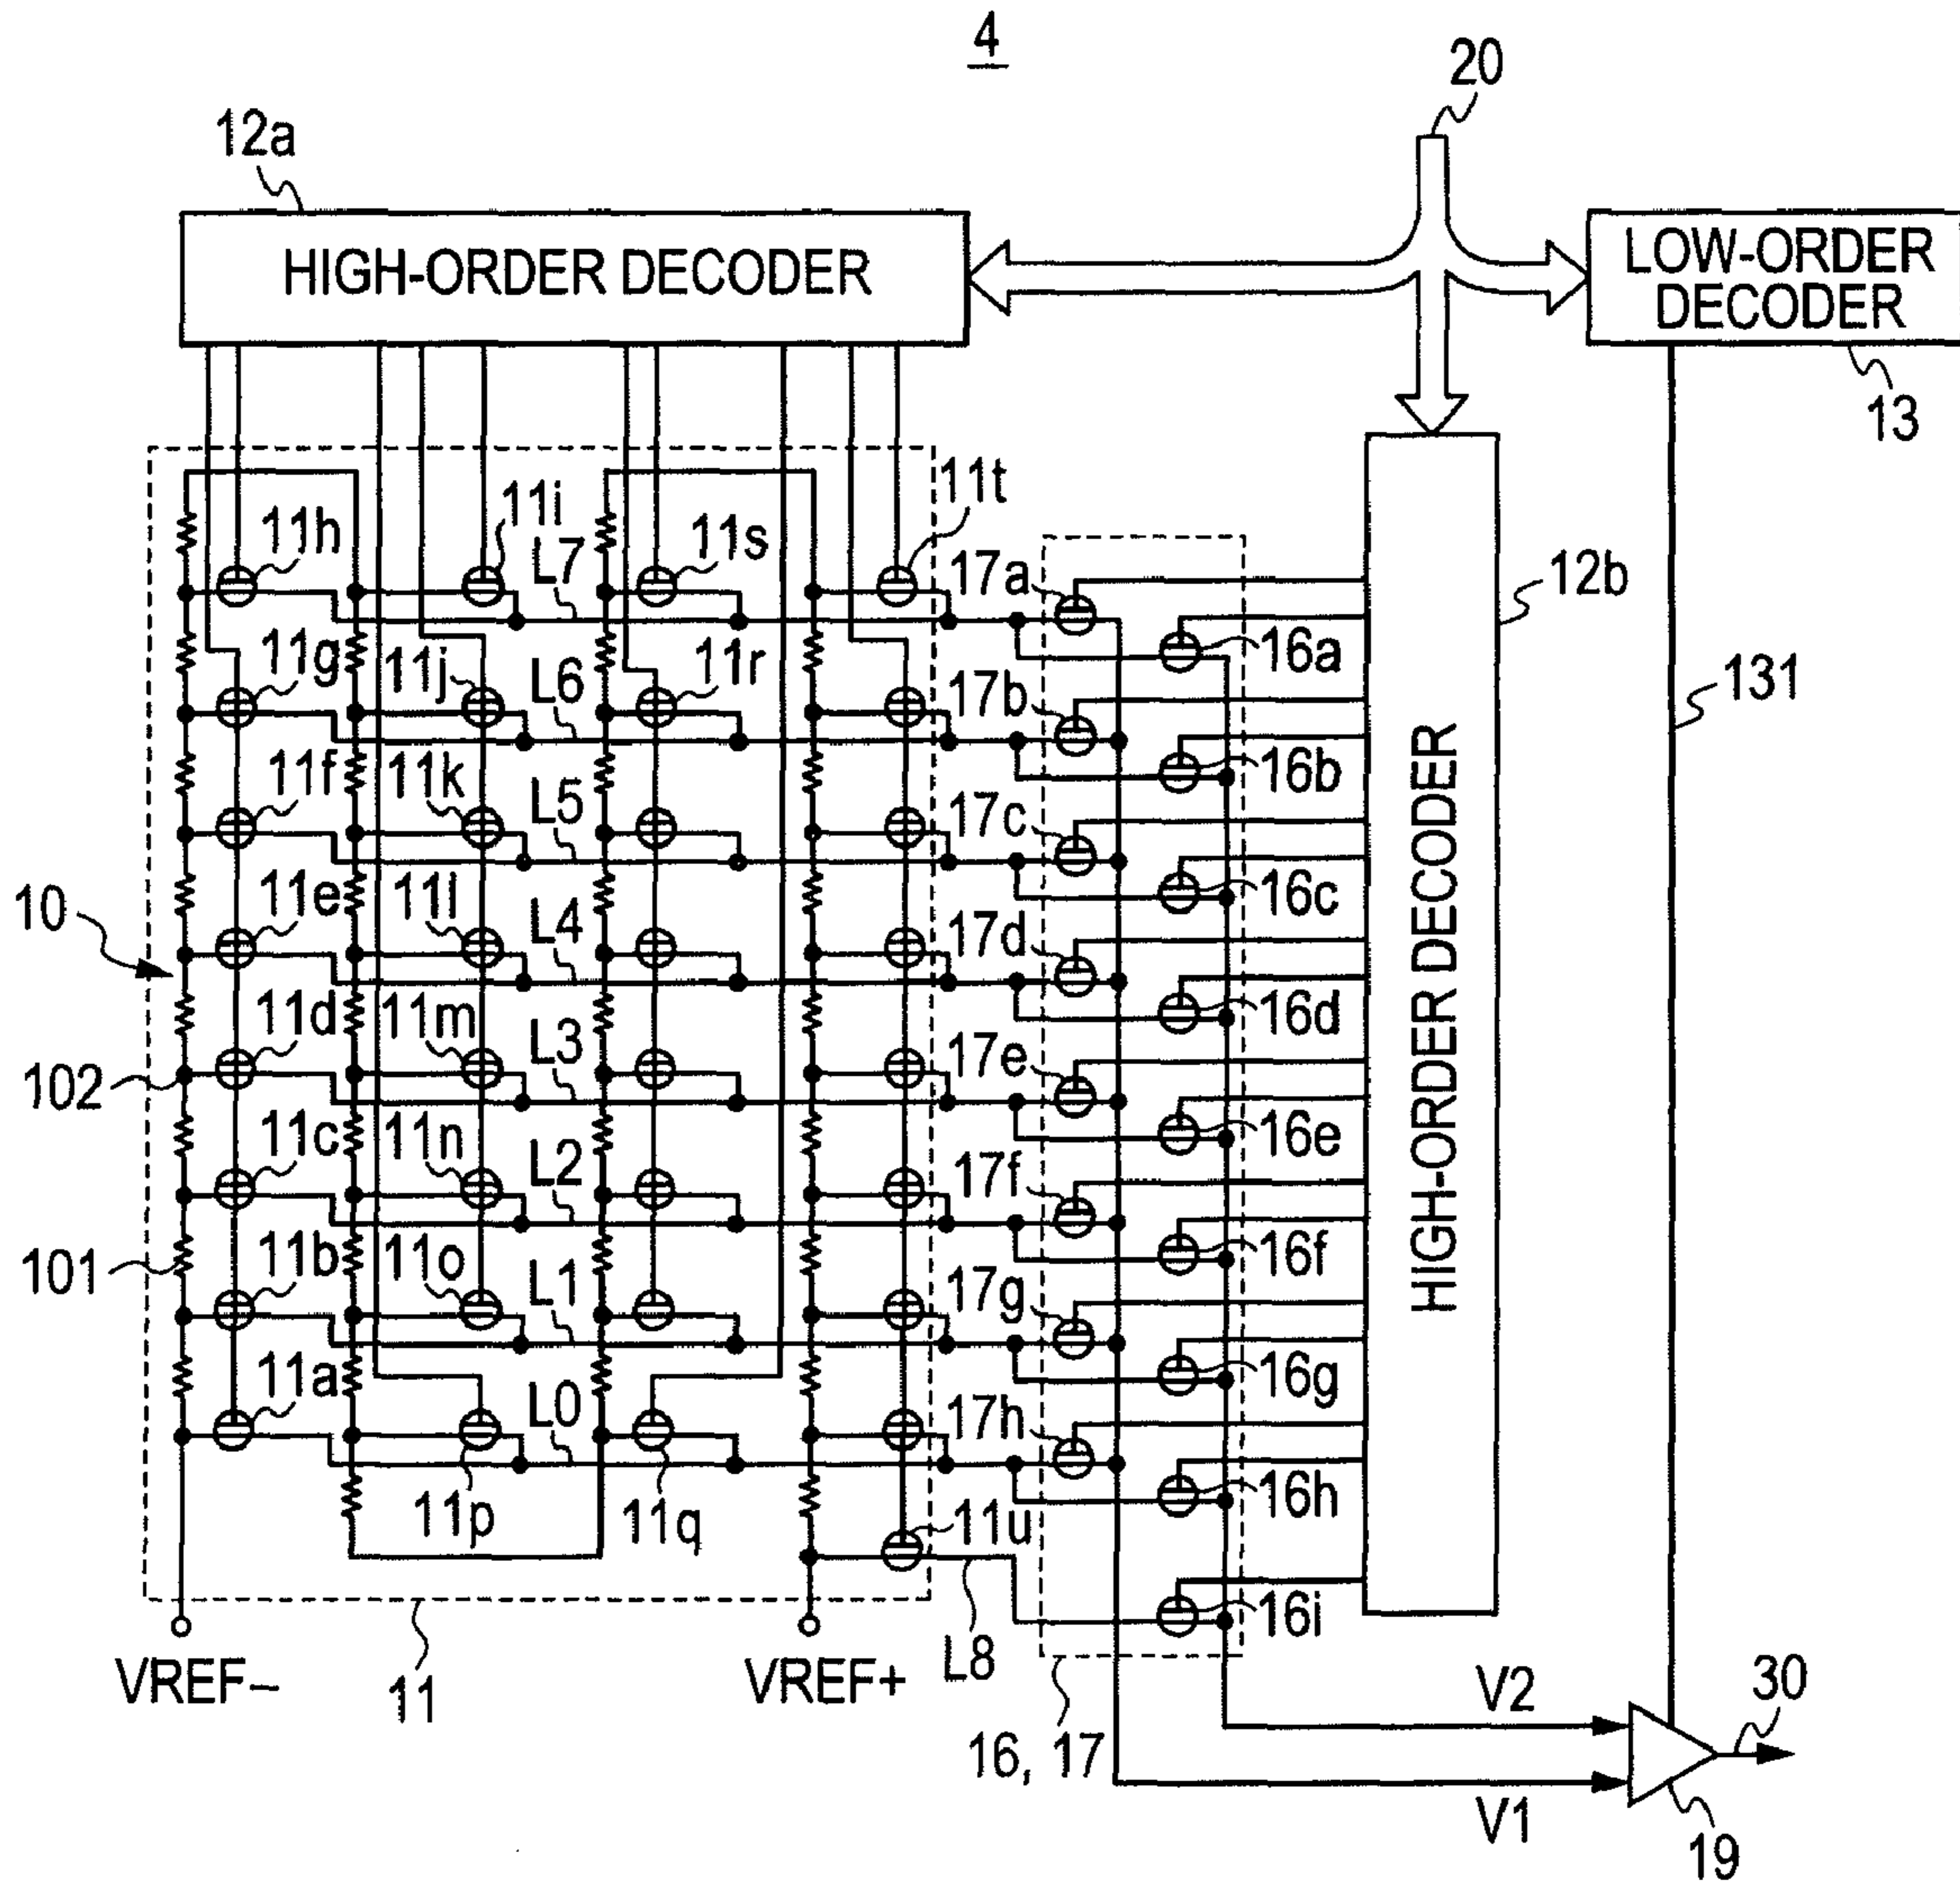 4
20
12a
HIGH-ORDER DECODER
LOW-ORDER
DECODER
13
11t
11h
11i
L7
11s
17a
12b
16a
11g
11j
L6
11r
17b
131
16b
11f
11k
L5
17c
16c
10
11e
11l
L4
17d
16d
HIGH-ORDER DECODER
11d
11m
L3
17e
102
16e
11c
11n
L2
17f
16f
101
11b
11o
L1
17g
16g
11a
L0
17h
16h
11p
11q
11u
16i
VREF−
11
VREF+
L8
16, 17
V2
30
V1
19